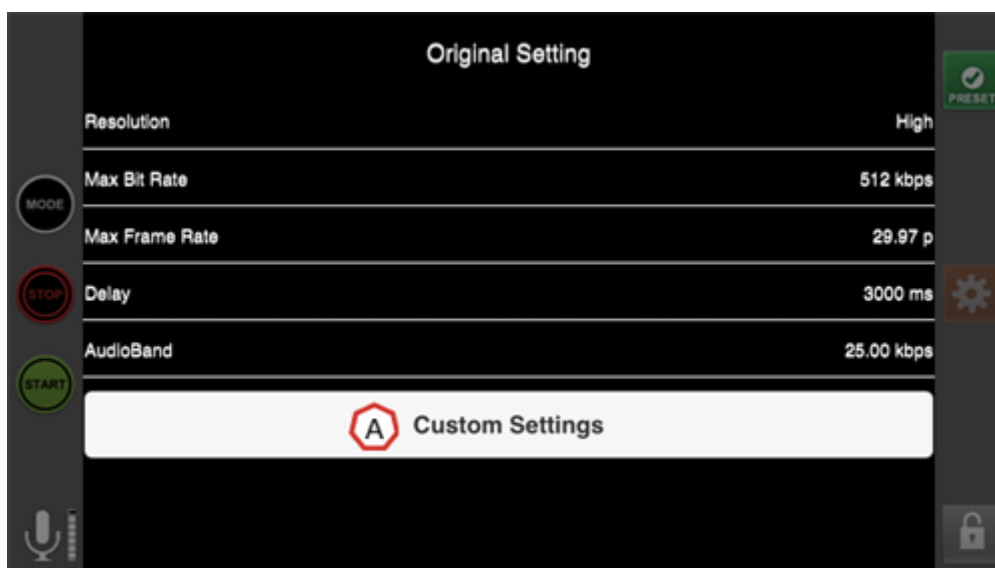 Original Setting
PRESET
Resolution High
Max Bit Rate 512 kbps
MODE
Max Frame Rate 29.97 p
STOP
Delay 3000 ms
AudioBand 25.00 kbps
START
A Custom Settings